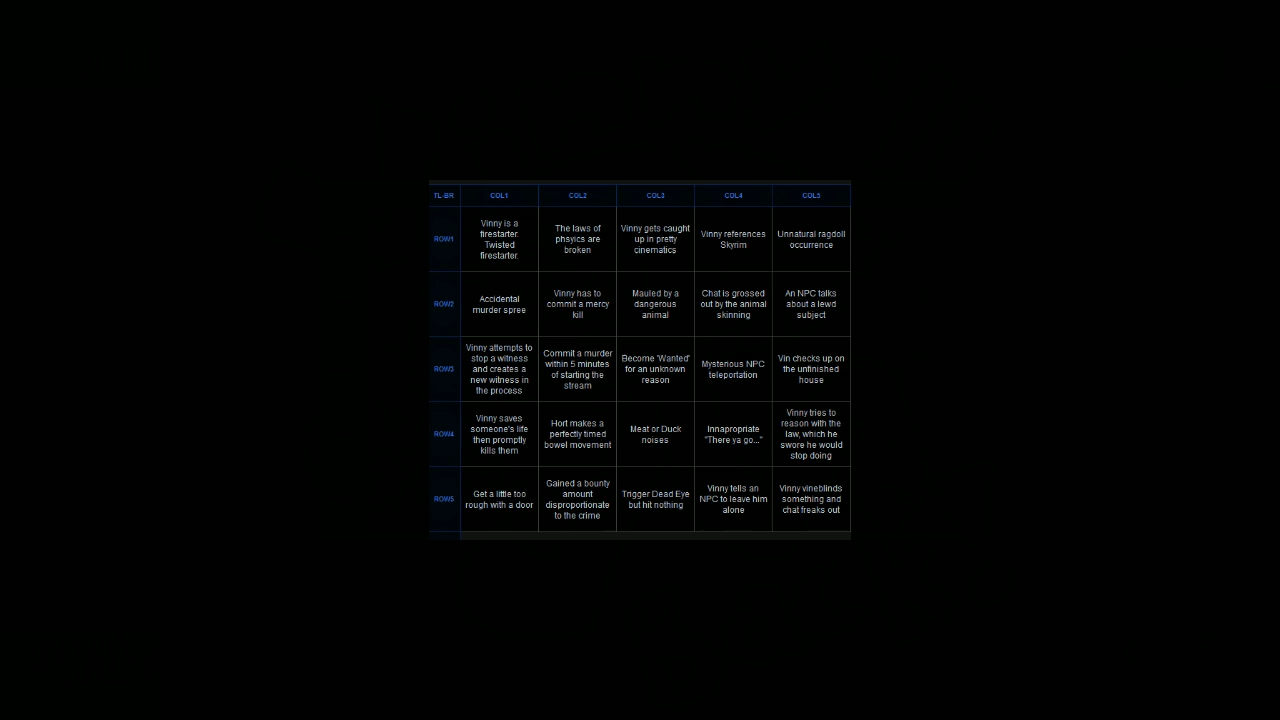 TL-BR COL1 COL2 COL3 COL4 COL5
ROW1
Vinny is a
firestarter.
Twisted
firestarter.
The laws of
phsyics are
broken
Vinny gets caught
up in pretty
cinematics
Vinny references
Skyrim
Unnatural ragdoll
occurrence
ROW2
Accidental
murder spree
Vinny has to
commit a mercy
kill
Mauled by a
dangerous
animal
Chat is grossed
out by the animal
skinning
An NPC talks
about a lewd
subject
ROW3
Vinny attempts to
stop a witness
and creates a
new witness in
the process
Commit a murder
within 5 minutes
of starting the
stream
Become 'Wanted'
for an unknown
reason
Mysterious NPC
teleportation
Vin checks up on
the unfinished
house
ROW4
Vinny saves
someone's life
then promptly
kills them
Hort makes a
perfectly timed
bowel movement
Meat or Duck
noises
Innapropriate
"There ya go..."
Vinny tries to
reason with the
law, which he
swore he would
stop doing
ROW5
Get a little too
rough with a door
Gained a bounty
amount
disproportionate
to the crime
Trigger Dead Eye
but hit nothing
Vinny tells an
NPC to leave him
alone
Vinny vineblinds
something and
chat freaks out